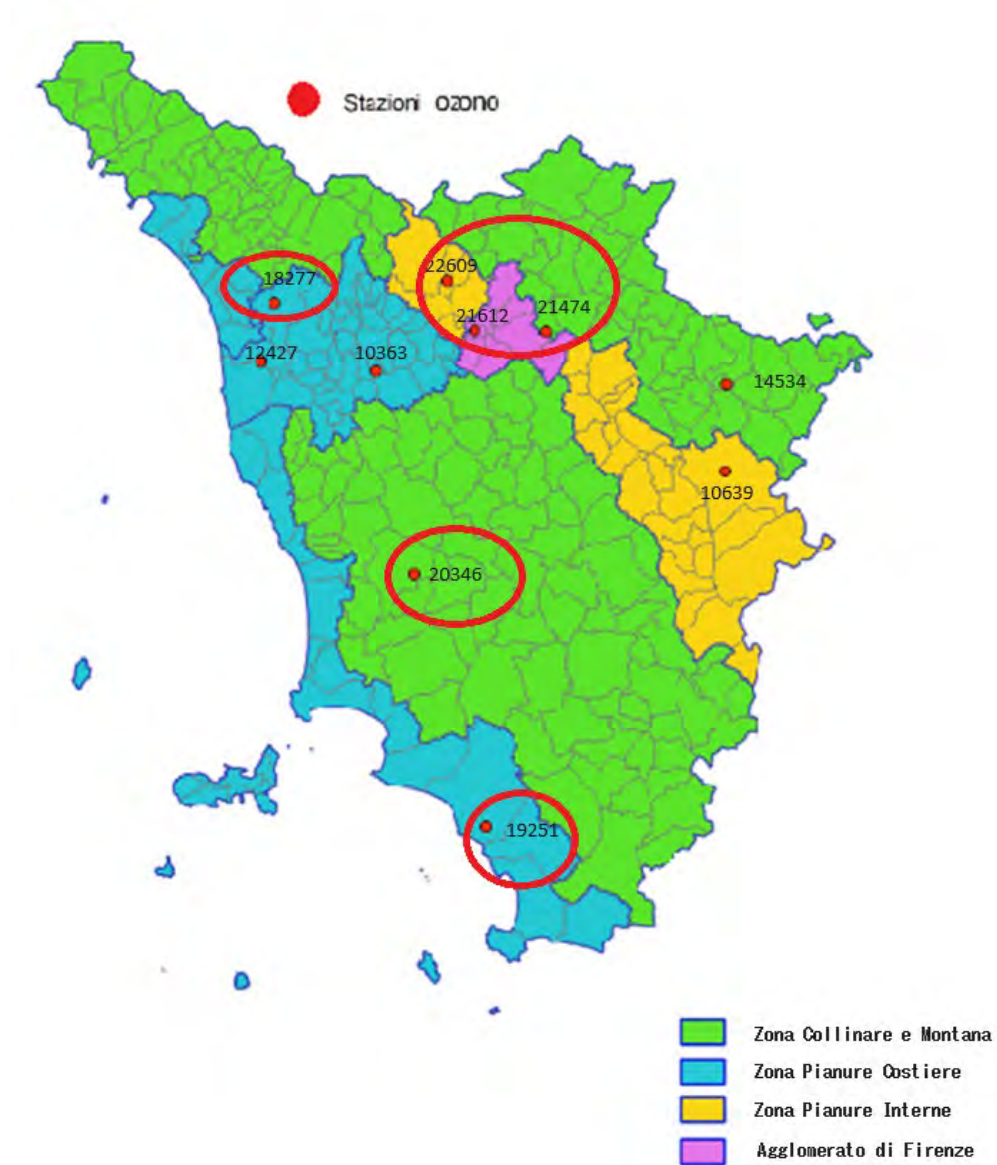 Stazioni ozono
18277
22609
21612
21474
12427
10363
14534
10639
20346
19251
Zona Collinare e Montana
Zona Pianure Costiere
Zona Pianure Interne
Agglomerato di Firenze